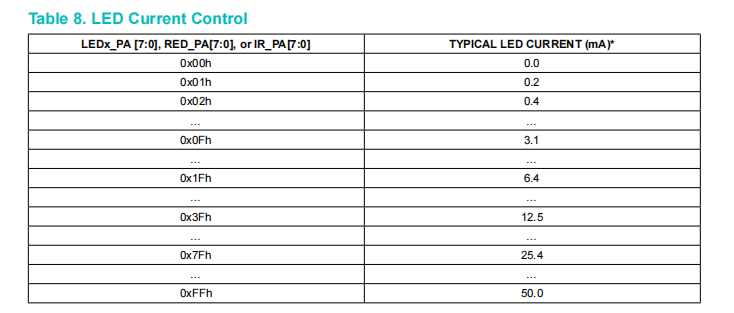 Table 8. LED Current Control
LEDx_PA [7:0], RED_PA[7:0], or IR_PA[7:0] TYPICAL LED CURRENT (mA)*
0x00h 0.0
0x01h 0.2
0x02h 0.4
... ...
0x0Fh 3.1
... ...
0x1Fh 6.4
... ...
0x3Fh 12.5
... ...
0x7Fh 25.4
... ...
0xFFh 50.0